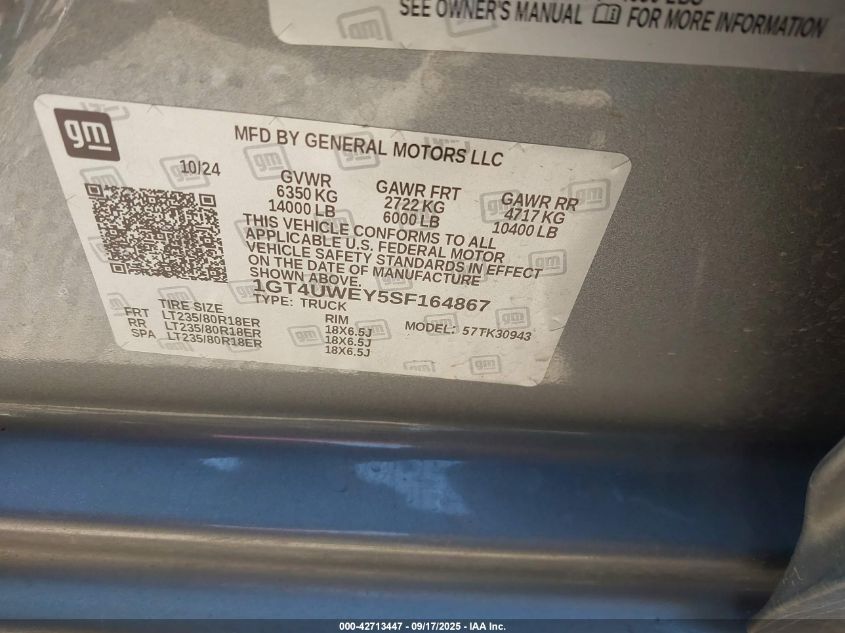 SEE OWNER'S MANUAL FOR MORE INFORMATION
gm
MFD BY GENERAL MOTORS LLC
10/24
GVWR GAWR FRT GAWR RR
6350 KG 2722 KG 4717 KG
14000 LB 6000 LB 10400 LB
THIS VEHICLE CONFORMS TO ALL
APPLICABLE U.S. FEDERAL MOTOR
VEHICLE SAFETY STANDARDS IN EFFECT
ON THE DATE OF MANUFACTURE
SHOWN ABOVE.
1GT4UWEY5SF164867
TYPE: TRUCK
MODEL: 57TK30943
TIRE SIZE RIM
FRT LT235/80R18ER 18X6.5J
RR LT235/80R18ER 18X6.5J
SPA LT235/80R18ER 18X6.5J
000-42713447 - 09/17/2025 - IAA Inc.